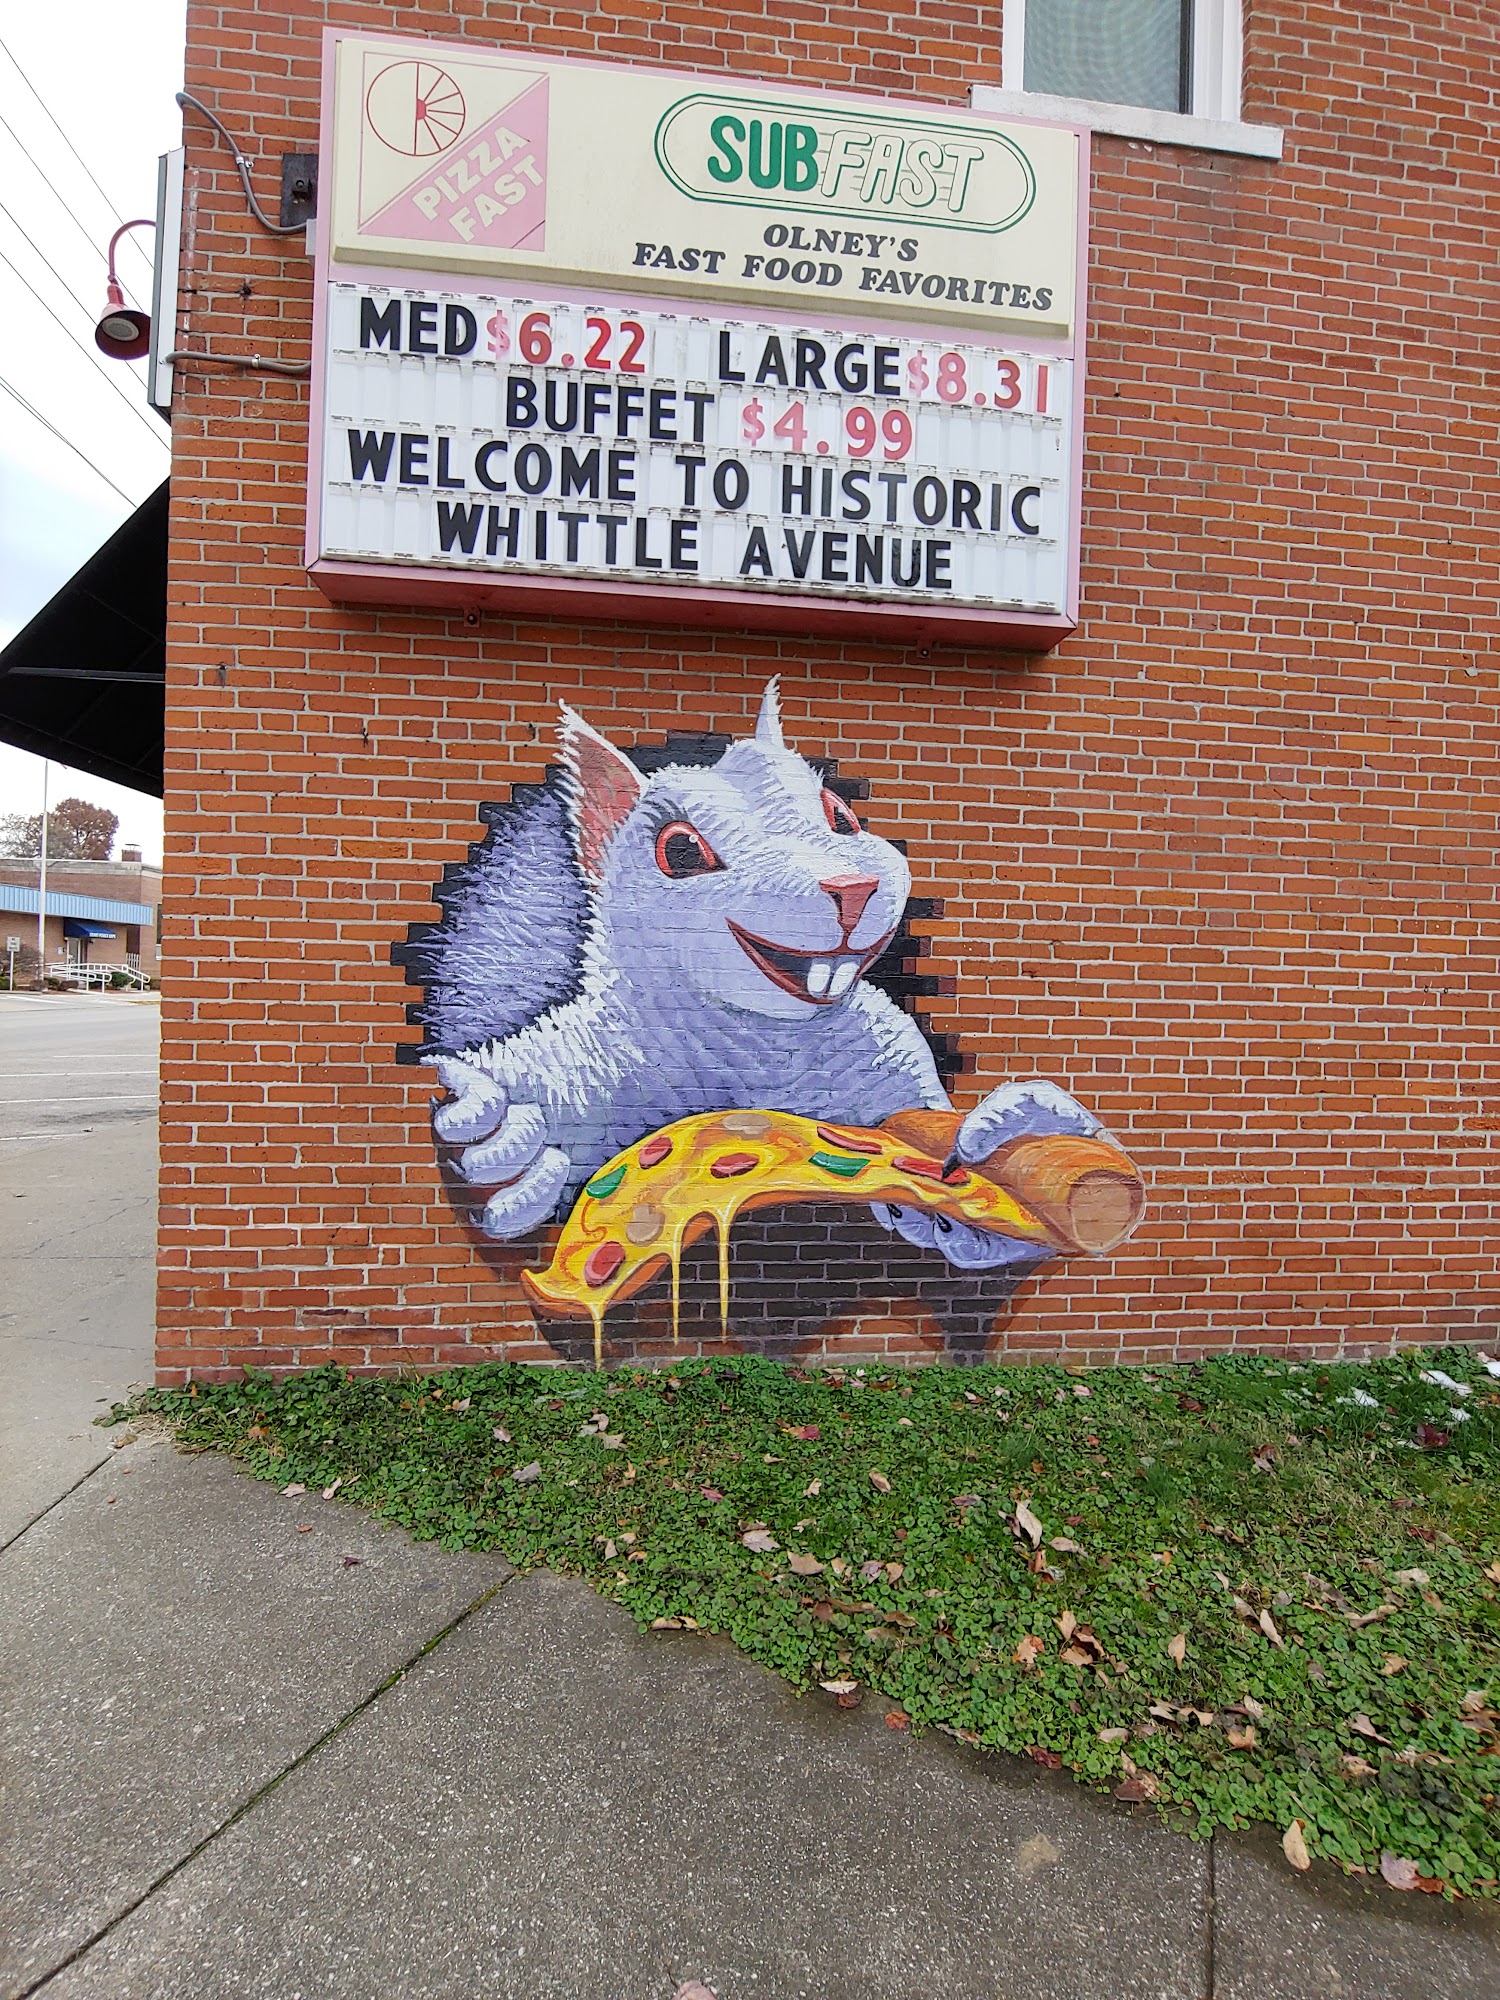 PIZZA
FAST
SUBFAST
OLNEY'S
FAST FOOD FAVORITES
MED $6.22 LARGE $8.31
BUFFET $4.99
WELCOME TO HISTORIC
WHITTLE AVENUE